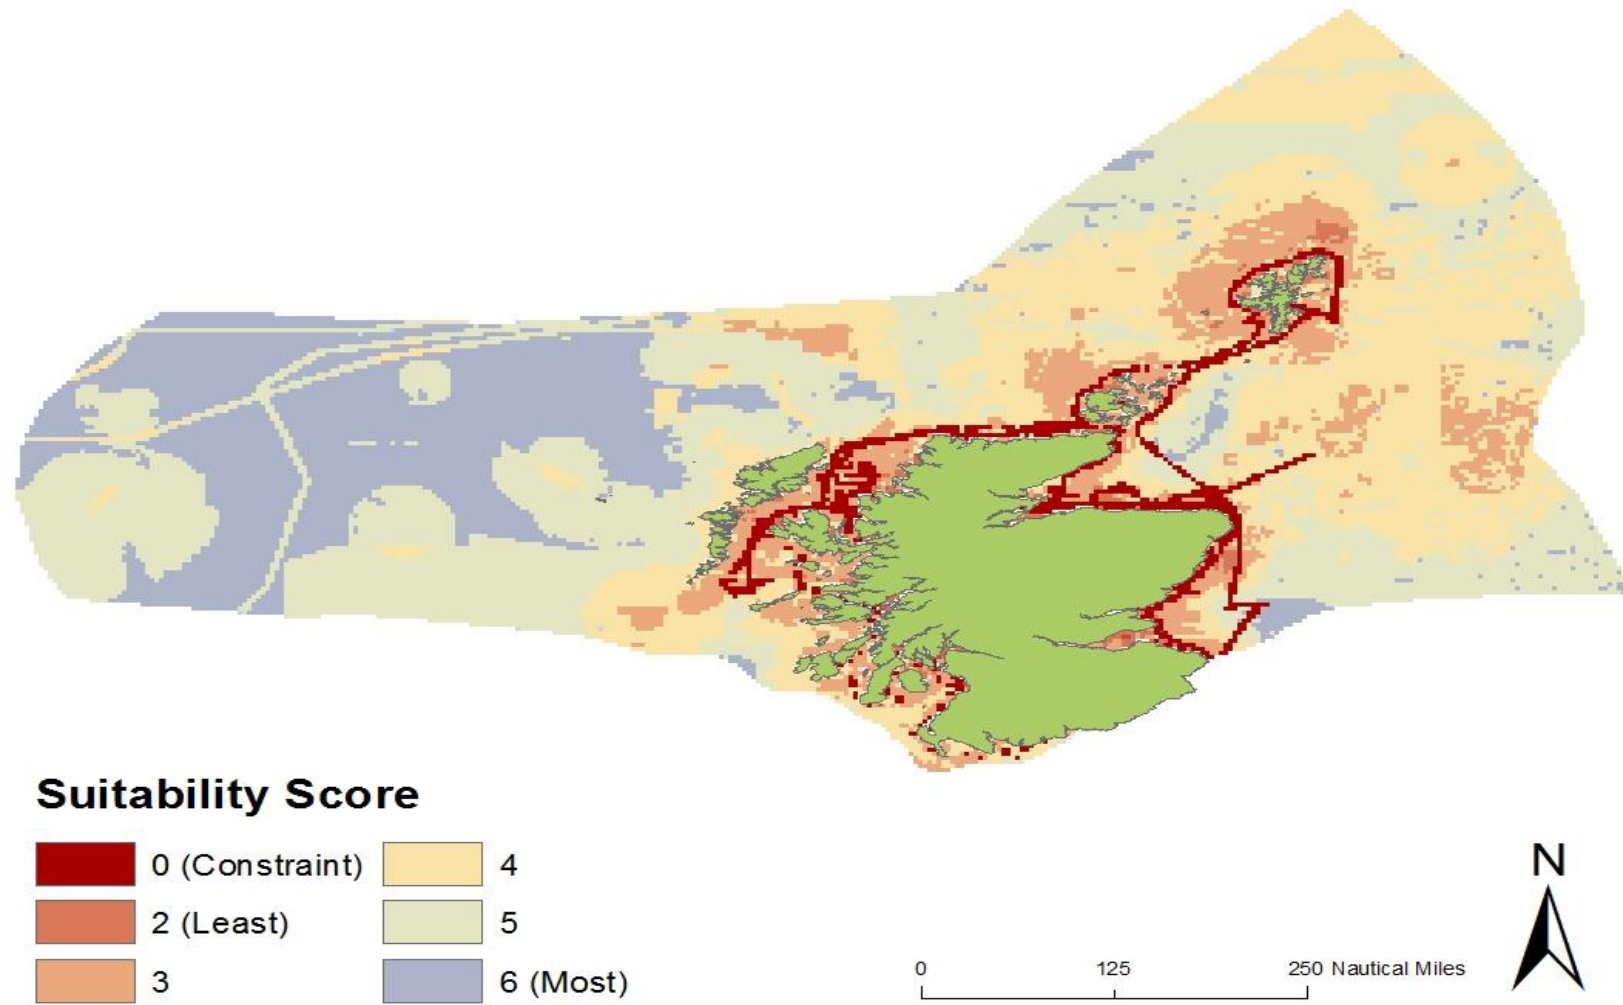 Suitability Score
0 (Constraint)
4
2 (Least)
5
3
6 (Most)
0 125 250 Nautical Miles
N